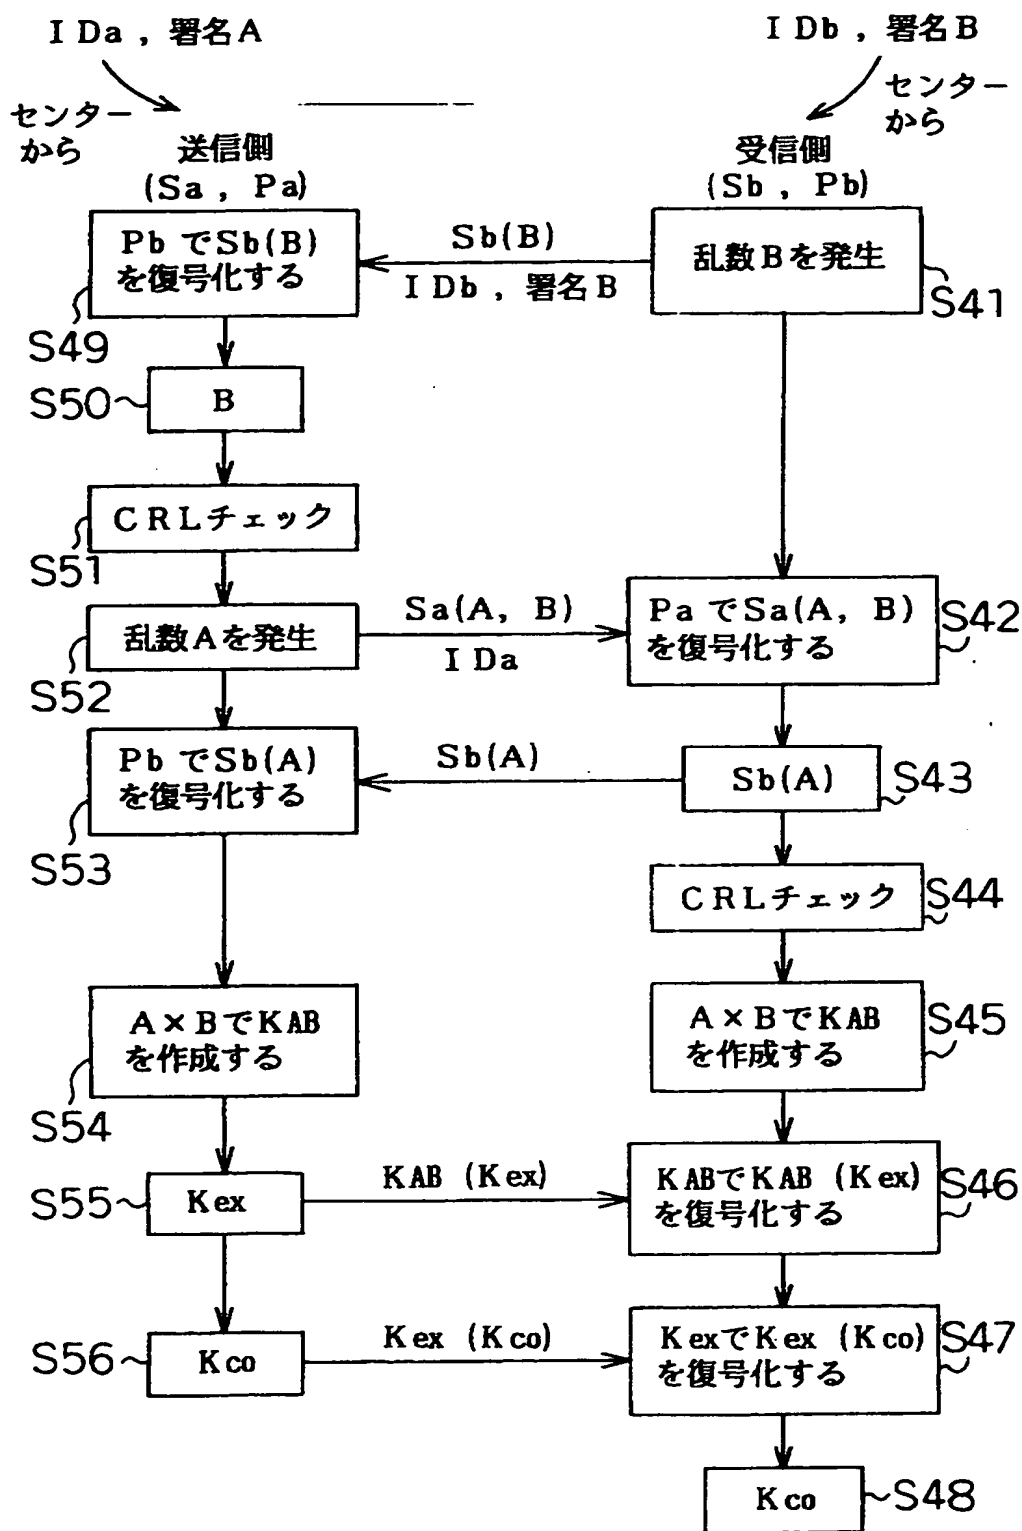 IDa , 署名A
IDb , 署名B
センター
から
センター
から
送信側
(Sa , Pa)
受信側
(Sb , Pb)
Pb でSb(B)
を復号化する
S49
Sb(B)
IDb , 署名B
乱数Bを発生
S41
B
S50
CRLチェック
S51
乱数Aを発生
S52
Sa(A, B)
IDa
Pa でSa(A, B)
を復号化する
S42
Pb でSb(A)
を復号化する
S53
Sb(A)
Sb(A)
S43
CRLチェック
S44
A×BでKAB
を作成する
S54
A×BでKAB
を作成する
S45
S55
Kex
KAB (Kex)
KABでKAB (Kex)
を復号化する
S46
S56
Kco
Kex (Kco)
KexでKex (Kco)
を復号化する
S47
Kco
S48